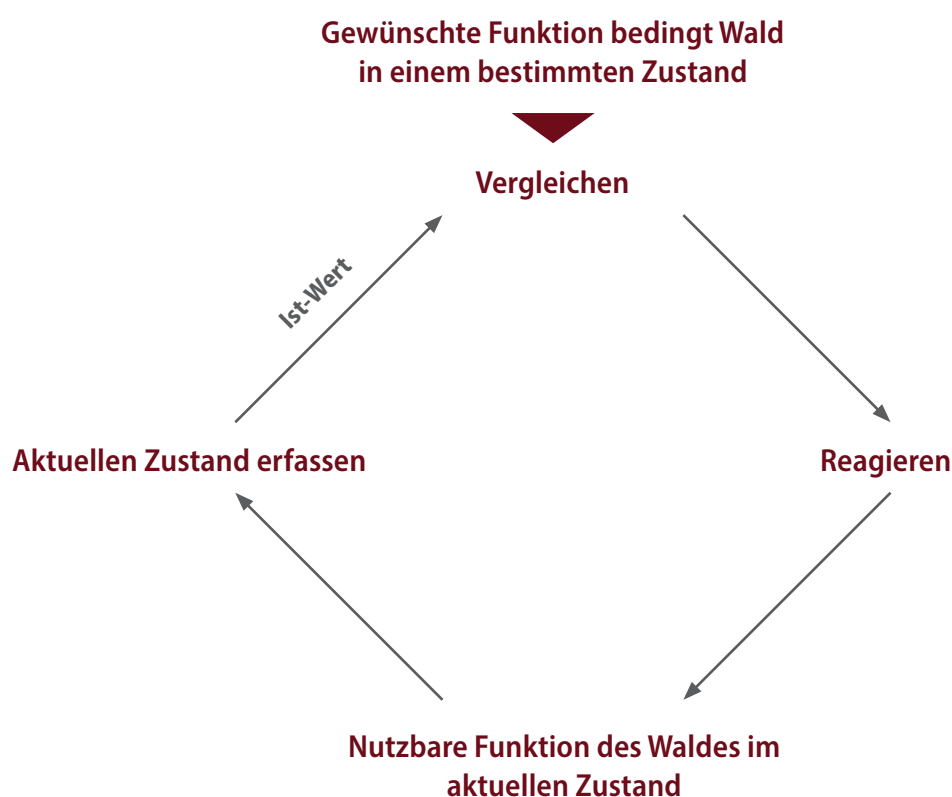 Gewünschte Funktion bedingt Wald
in einem bestimmten Zustand
Vergleichen
Ist-Wert
Aktuellen Zustand erfassen
Reagieren
Nutzbare Funktion des Waldes im
aktuellen Zustand